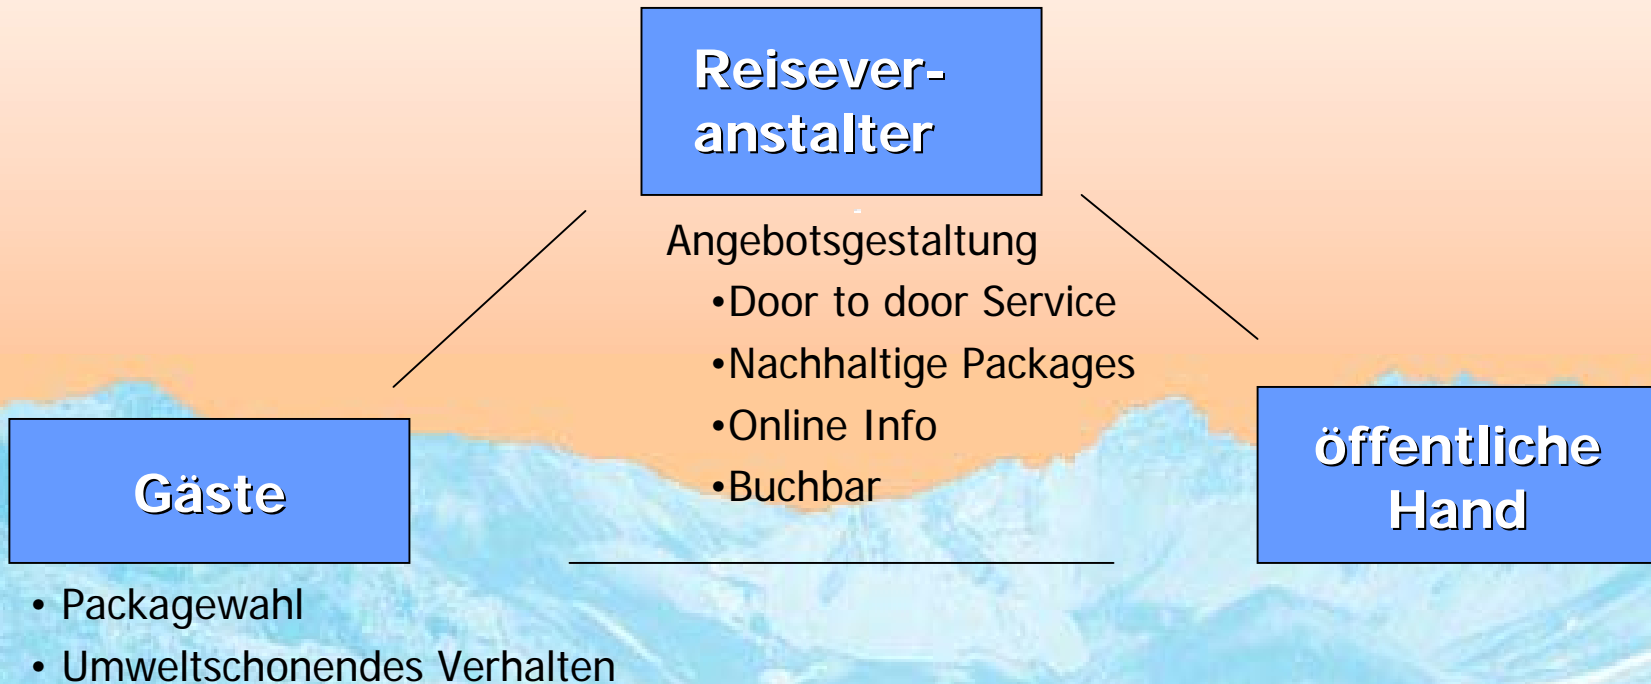 Reisever-
anstalter
Angebotsgestaltung
•Door to door Service
•Nachhaltige Packages
•Online Info
•Buchbar
Gäste
öffentliche
Hand
• Packagewahl
• Umweltschonendes Verhalten